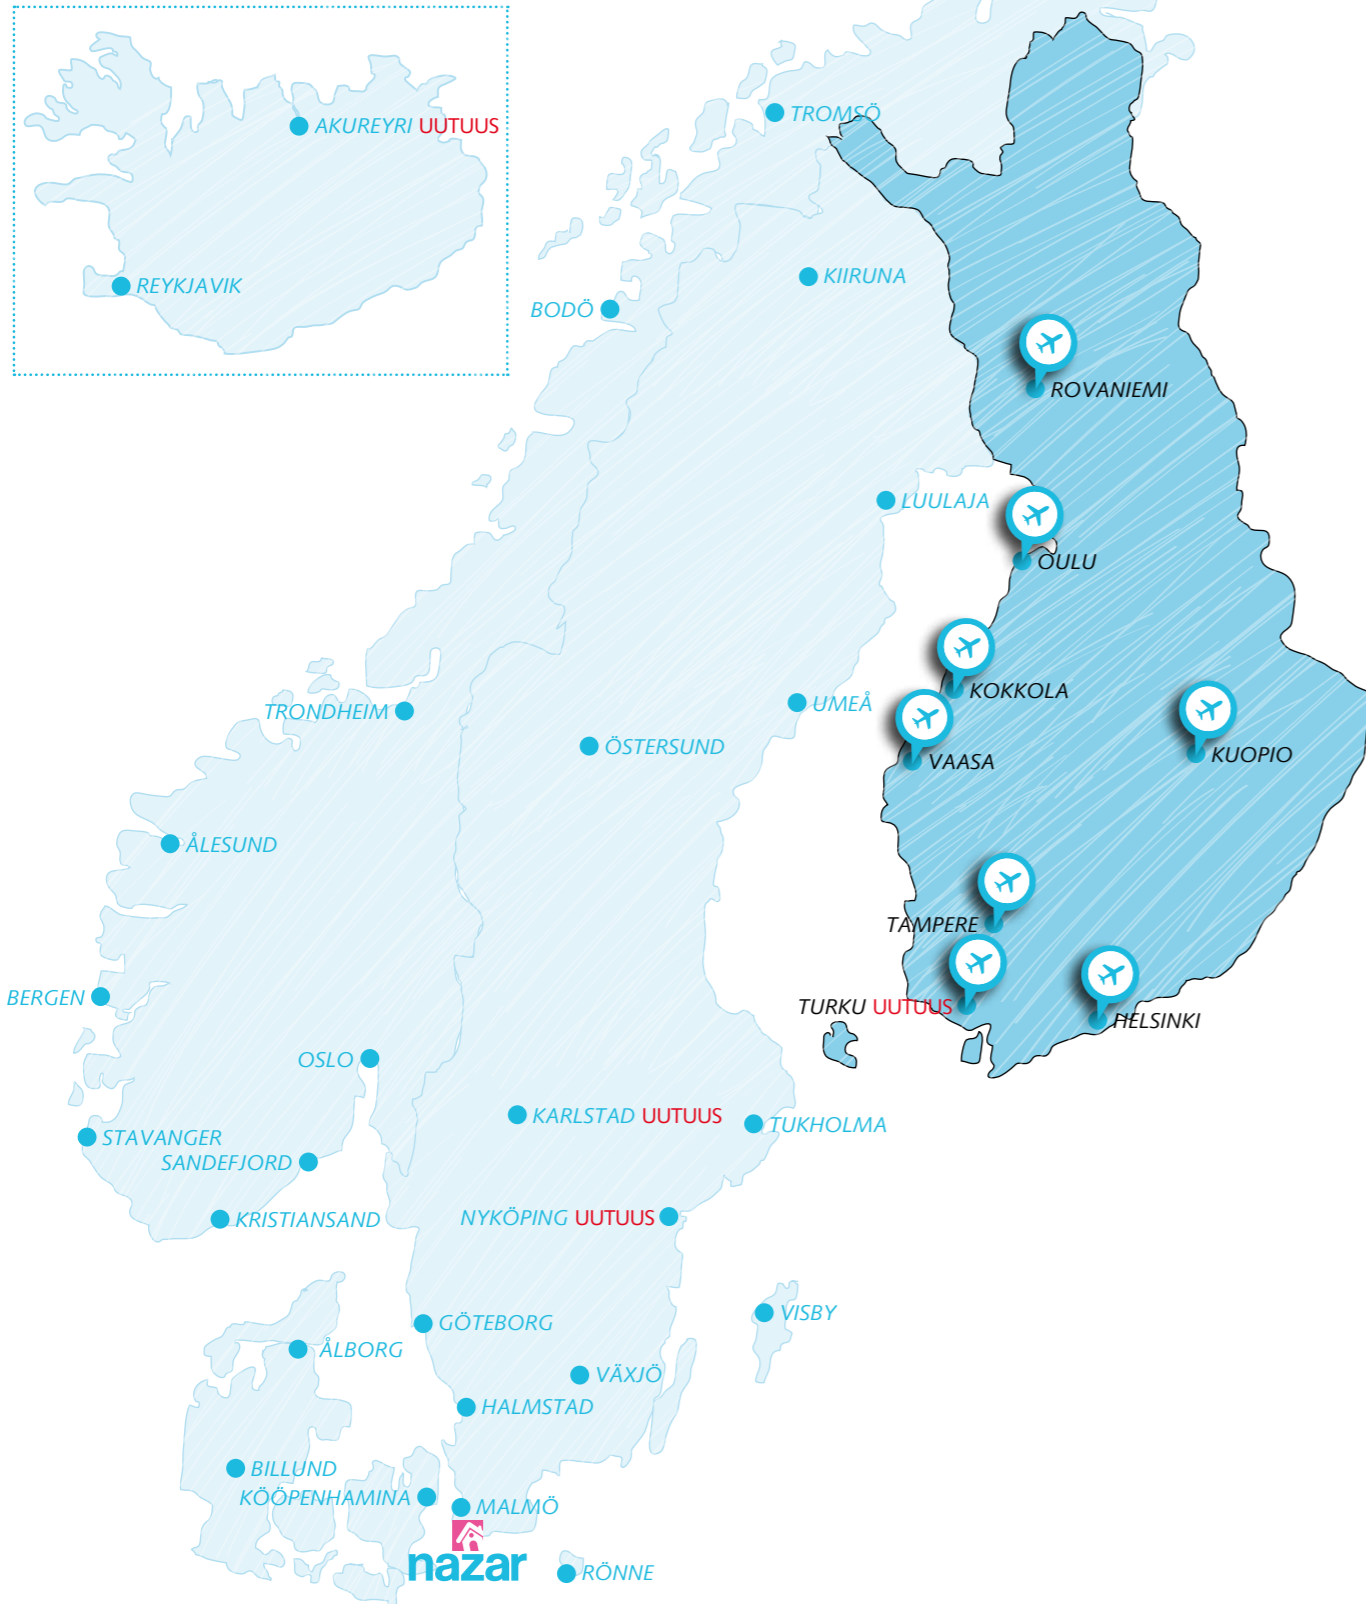 TROMSÖ
AKUREYRI UUTUUS
KIIRUNA
REYKJAVIK
BODÖ
ROVANIEMI
LUULAJA
OULU
KOKKOLA
UMEÅ
TRONDHEIM
ÖSTERSUND
KUOPIO
VAASA
ÅLESUND
TAMPERE
BERGEN
TURKU UUTUUS
HELSINKI
OSLO
KARLSTAD UUTUUS
TUKHOLMA
STAVANGER
SANDEFJORD
NYKÖPING UUTUUS
KRISTIANSAND
VISBY
GÖTEBORG
ÅLBORG
VÄXJÖ
HALMSTAD
BILLUND
KÖÖPENHAMINA
MALMÖ
nazar
RÖNNE